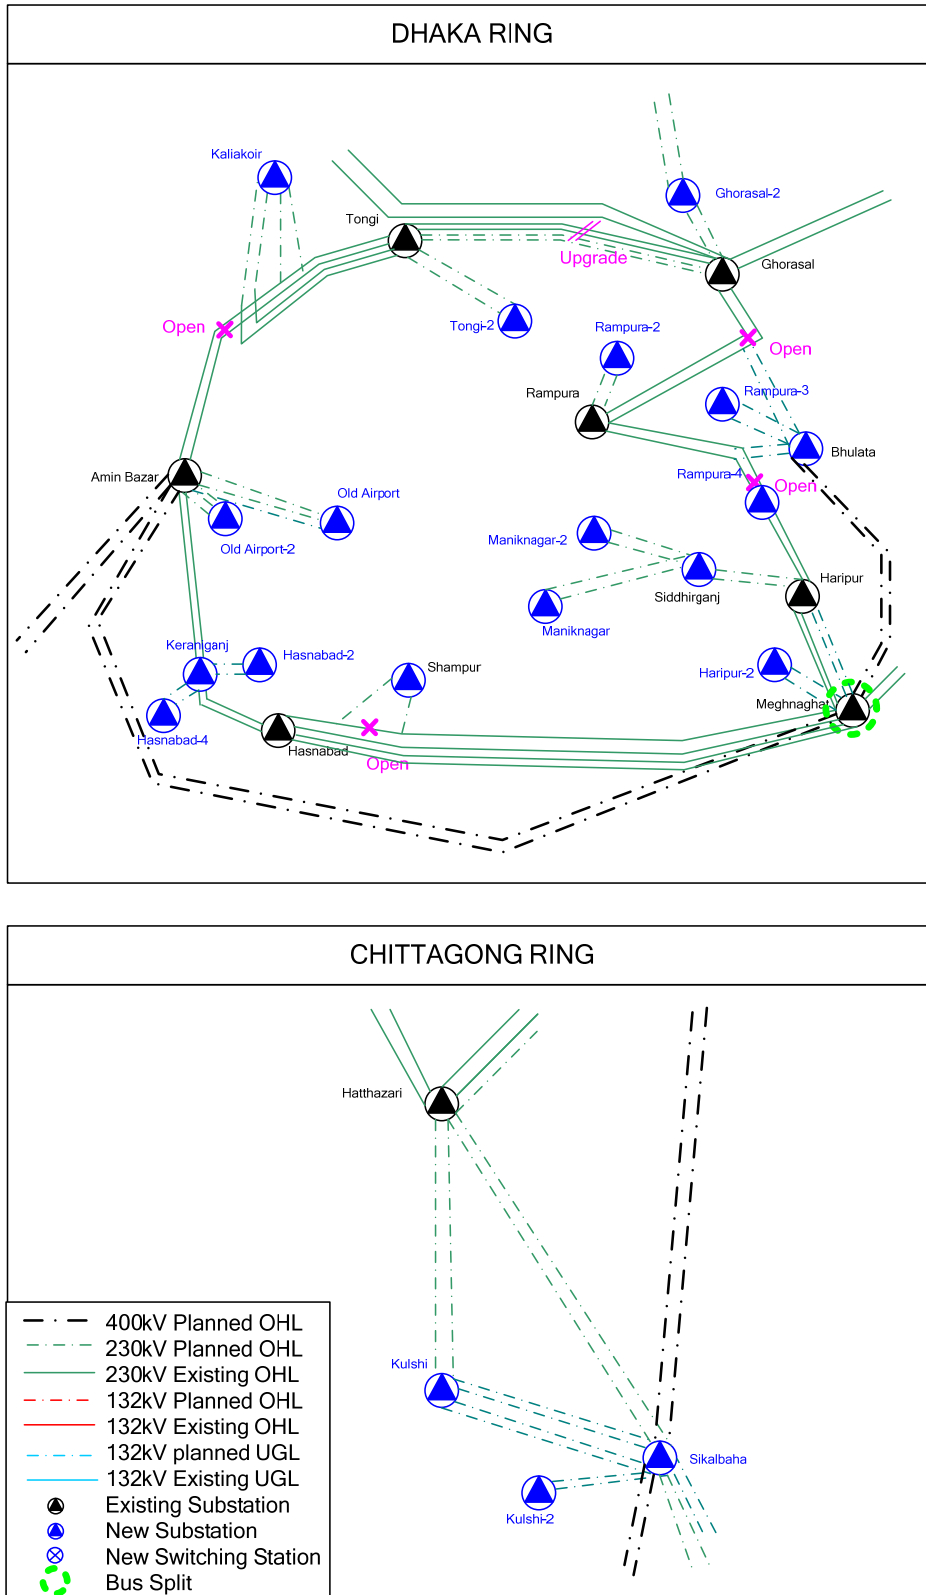 DHAKA RING
Kaliakoir
Ghorasal-2
Tongi
Upgrade
Ghorasal
Open
Tongi-2
Rampura-2
Open
Rampura
Rampura-3
Bhulata
Amin Bazar
Rampura-4
Open
Old Airport
Old Airport-2
Maniknagar-2
Siddhirganj
Haripur
Maniknagar
Keraniganj
Hasnabad-2
Shampur
Haripur-2
Meghnaghat
Hasnabad-4
Hasnabad
Open
CHITTAGONG RING
Hatthazari
Kulshi
Sikalbaha
Kulshi-2
400kV Planned OHL
230kV Planned OHL
230kV Existing OHL
132kV Planned OHL
132kV Existing OHL
132kV planned UGL
132kV Existing UGL
Existing Substation
New Substation
New Switching Station
Bus Split